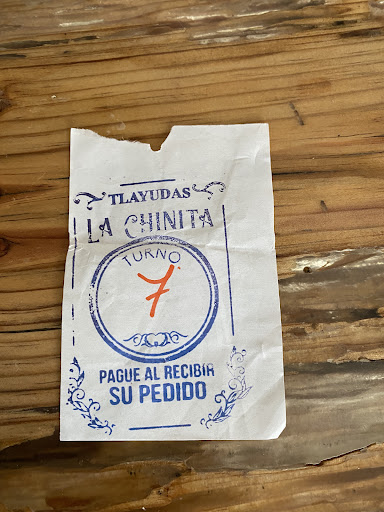 TLAYUDAS
LA CHINITA
TURNO
7
PAGUE AL RECIBIR
SU PEDIDO